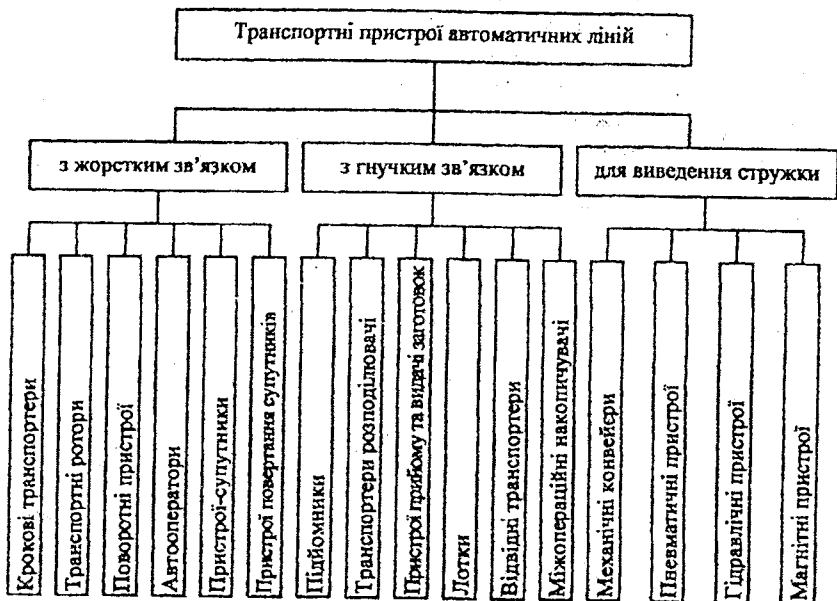 Транспортні пристрої автоматичних ліній
з жорстким зв'язком
з гнучким зв'язком
для виведення стружки
Крокові транспортери
Транспортні ротори
Поворотні пристрої
Автооператори
Пристрої-супутники
Пристрої повертання супутників
Підйомники
Транспортери розподілювачі
Пристрої прийому та видачі заготовок
Лотки
Відвідні транспортери
Міжопераційні накопичувачі
Механічні конвейєри
Пневматичні пристрої
Гідравлічні пристрої
Магнітні пристрої